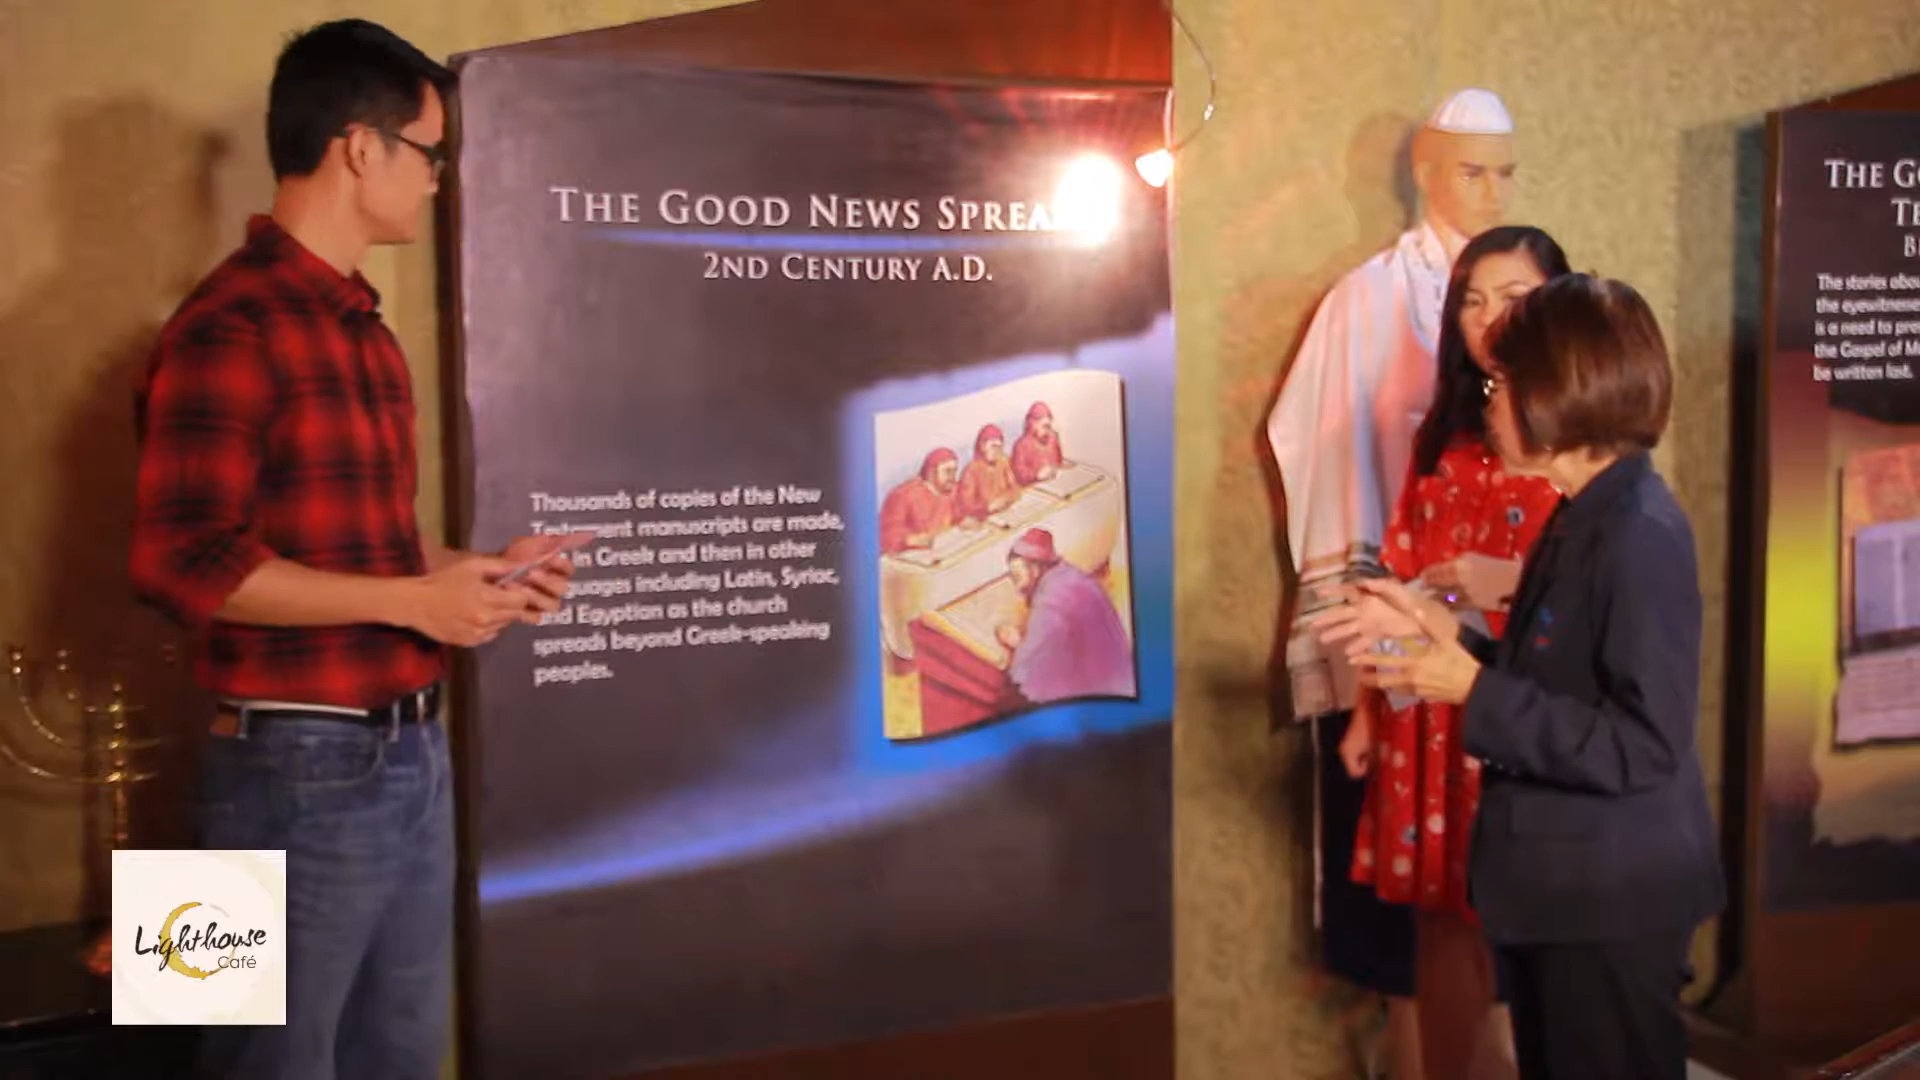 THE GOOD NEWS SPREA
2ND CENTURY A.D.
Thousands of copies of the New
manuscripts are made,
in Greek and then in other
including Latin, Syriac,
and Egyptian as the church
spreads beyond Greek-speaking
peoples.
THE
The stories
the
is a need to
the Gospel of
be written last.
Lighthouse
Café